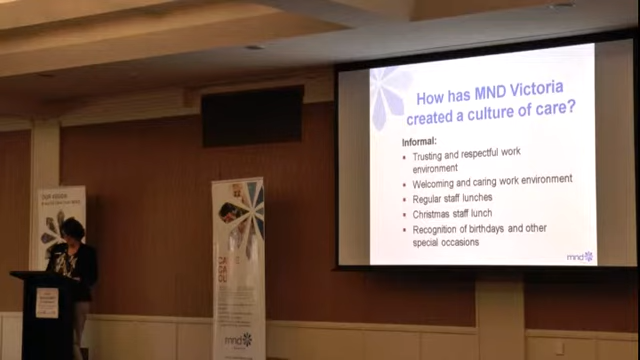 How has MND Victoria
created a culture of care?
Informal:
• Trusting and respectful work
environment
• Welcoming and caring work environment
• Regular staff lunches
• Christmas staff lunch
• Recognition of birthdays and other
special occasions
mnd
mnd